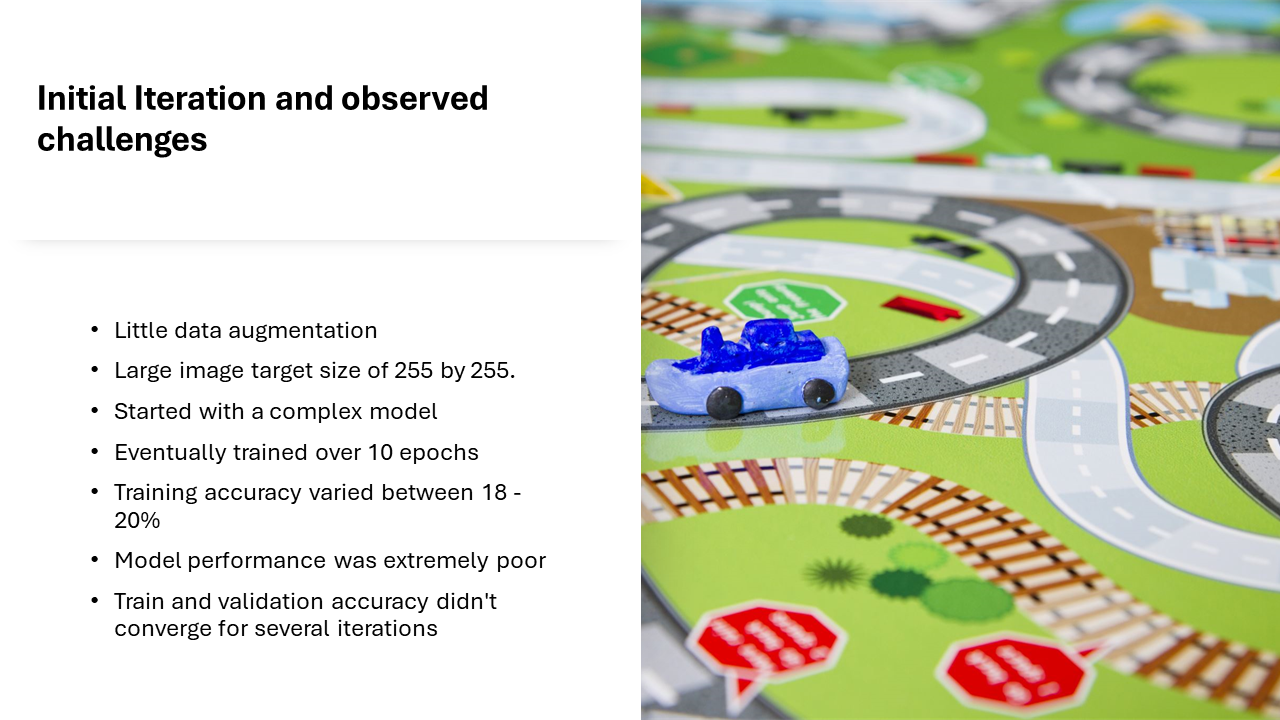 Initial Iteration and observed
challenges
• Little data augmentation
• Large image target size of 255 by 255.
• Started with a complex model
• Eventually trained over 10 epochs
• Training accuracy varied between 18 -
20%
• Model performance was extremely poor
• Train and validation accuracy didn't
converge for several iterations